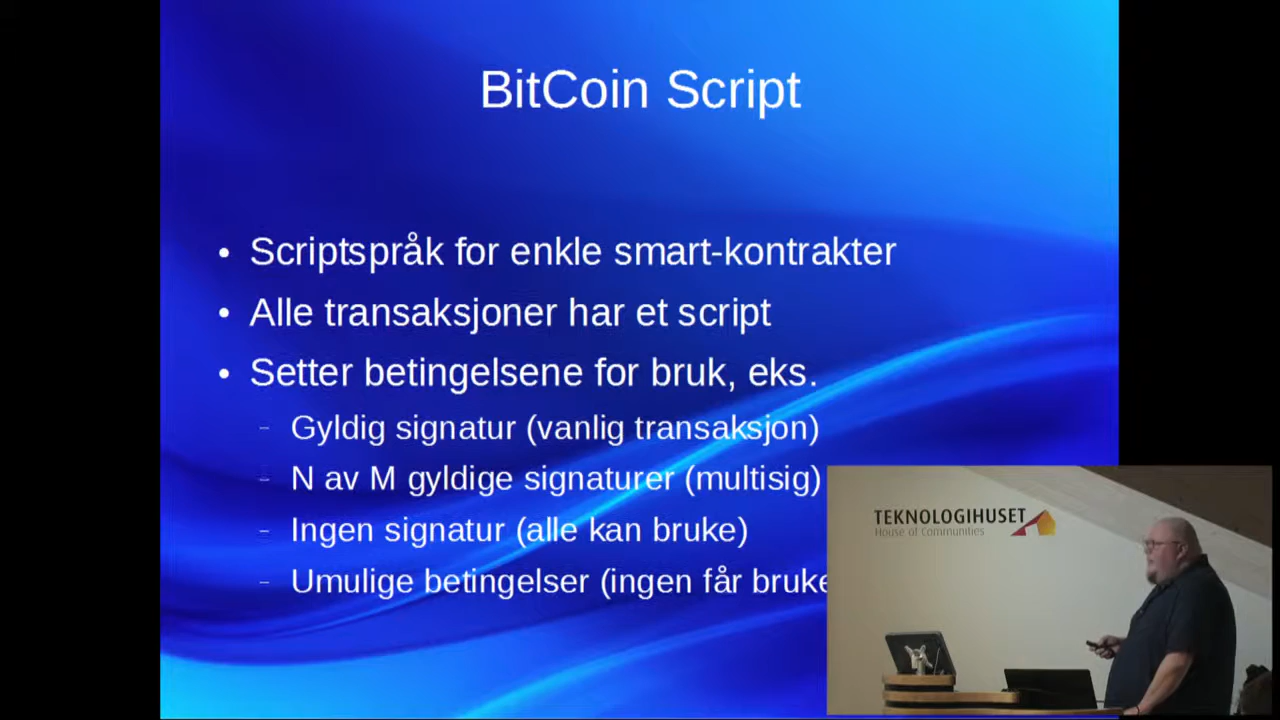 BitCoin Script
• Scriptspråk for enkle smart-kontrakter
• Alle transaksjoner har et script
• Setter betingelsene for bruk, eks.
– Gyldig signatur (vanlig transaksjon)
– N av M gyldige signaturer (multisig)
– Ingen signatur (alle kan bruke)
– Umulige betingelser (ingen får bruke
TEKNOLOGIHUSET
House of Communities